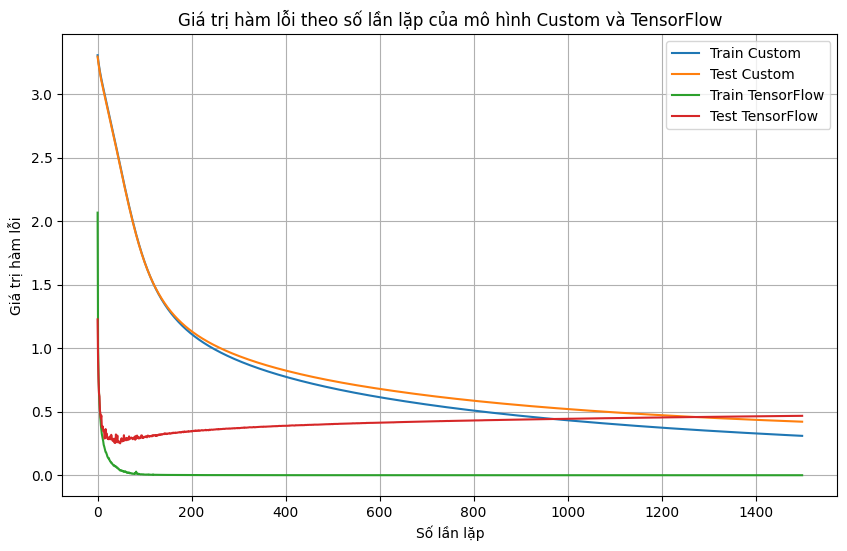 Giá trị hàm lỗi theo số lần lặp của mô hình Custom và TensorFlow
Train Custom
Test Custom
Train TensorFlow
Test TensorFlow
Giá trị hàm lỗi
3.0
2.5
2.0
1.5
1.0
0.5
0.0
0 200 400 600 800 1000 1200 1400
Số lần lặp